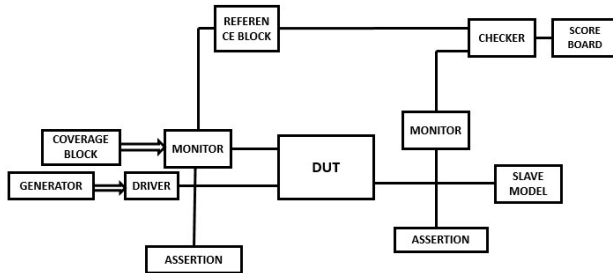 REFEREN
CE BLOCK
CHECKER
SCORE
BOARD
MONITOR
COVERAGE
BLOCK
MONITOR
DUT
GENERATOR
DRIVER
SLAVE
MODEL
ASSERTION
ASSERTION